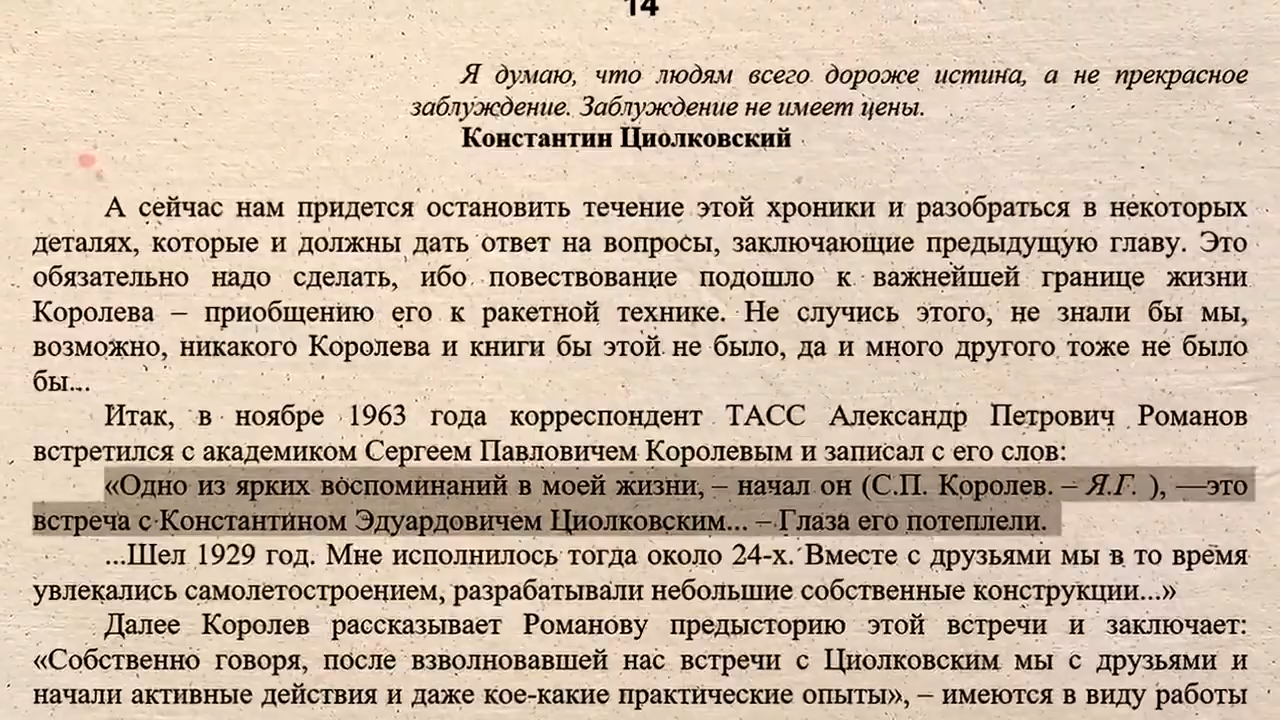 14
Я думаю, что людям всего дороже истина, а не прекрасное
заблуждение. Заблуждение не имеет цены.
Константин Циолковский
А сейчас нам придется остановить течение этой хроники и разобраться в некоторых
деталях, которые и должны дать ответ на вопросы, заключающие предыдущую главу. Это
обязательно надо сделать, ибо повествование подошло к важнейшей границе жизни
Королева – приобщению его к ракетной технике. Не случись этого, не знали бы мы,
возможно, никакого Королева и книги бы этой не было, да и много другого тоже не было
бы...
Итак, в ноябре 1963 года корреспондент ТАСС Александр Петрович Романов
встретился с академиком Сергеем Павловичем Королевым и записал с его слов:
«Одно из ярких воспоминаний в моей жизни, – начал он (С.П. Королев. – Я.Г. ), —это
встреча с Константином Эдуардовичем Циолковским... – Глаза его потеплели.
...Шел 1929 год. Мне исполнилось тогда около 24-х. Вместе с друзьями мы в то время
увлекались самолетостроением, разрабатывали небольшие собственные конструкции...»
Далее Королев рассказывает Романову предысторию этой встречи и заключает:
«Собственно говоря, после взволновавшей нас встречи с Циолковским мы с друзьями и
начали активные действия и даже кое-какие практические опыты», – имеются в виду работы